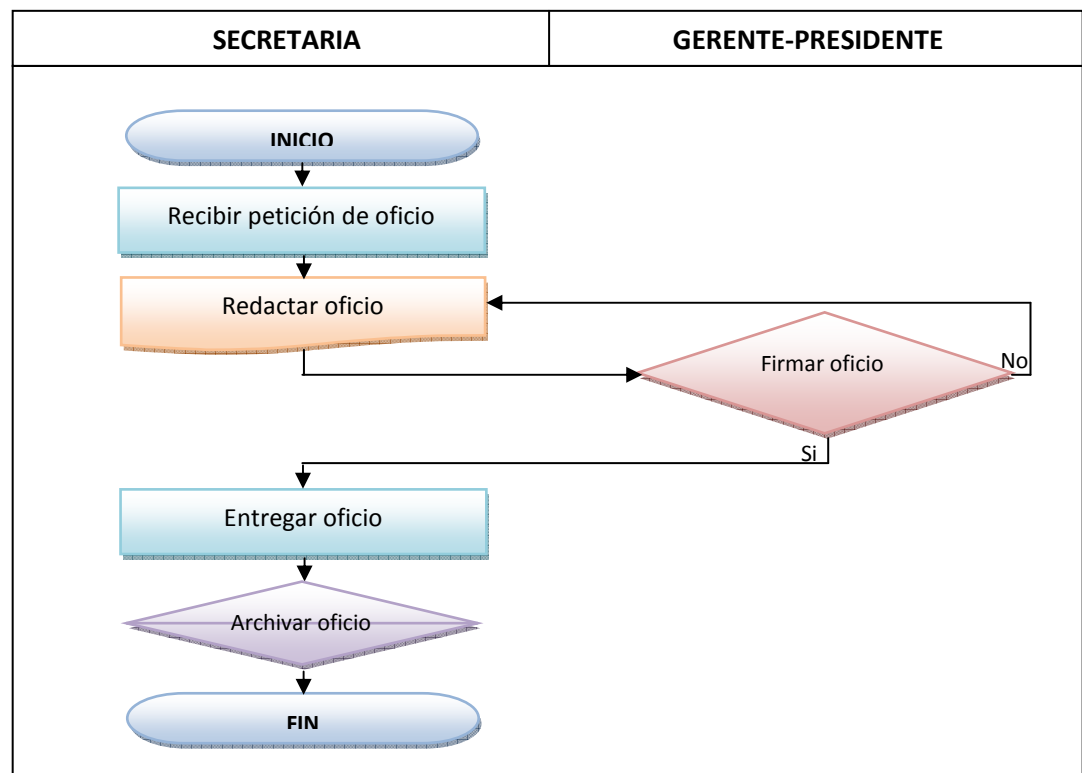 SECRETARIA
GERENTE-PRESIDENTE
INICIO
Recibir petición de oficio
Redactar oficio
Firmar oficio
No
Si
Entregar oficio
Archivar oficio
FIN